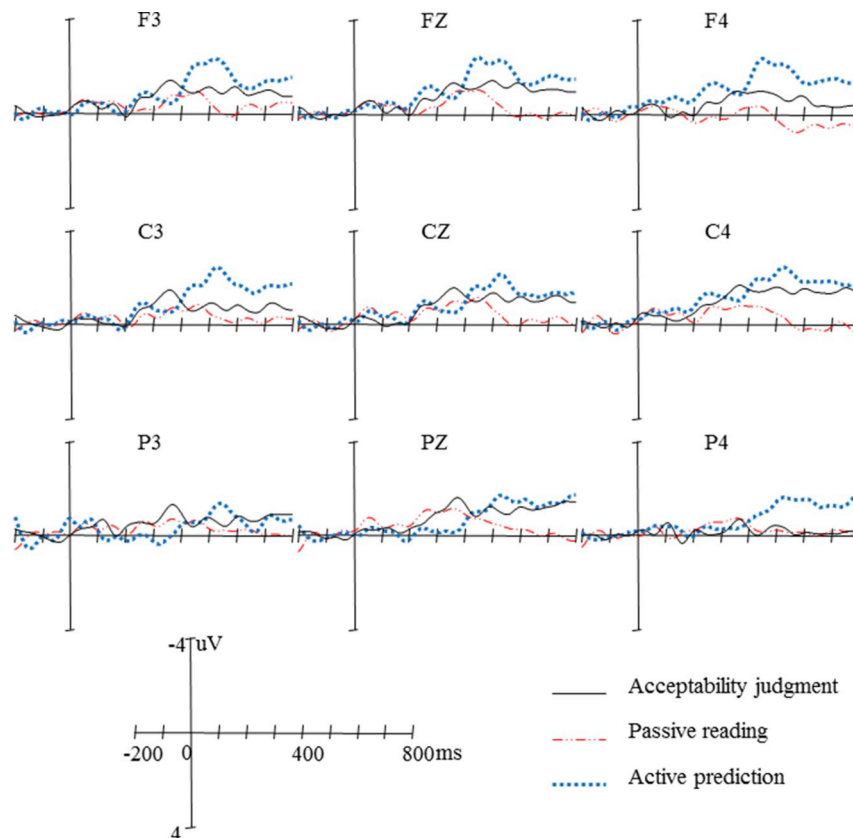 F3 FZ F4
C3 CZ C4
P3 PZ P4
-4 uV
-200 0 400 800ms
4
Acceptability judgment
Passive reading
Active prediction